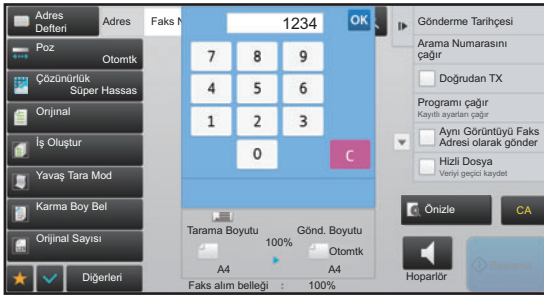 Adres Defteri
Adres
Faks N
1234
OK
Gönderme Tarihçesi
Poz
Otomtk
Arama Numarasını çağır
7 8 9
Çözünürlük
Süper Hassas
Doğrudan TX
4 5 6
Orıjınal
Programı çağır
Kayıtlı ayarları çağır
1 2 3
İş Oluştur
Aynı Görüntüyü Faks
Adresi olarak gönder
0 C
Yavaş Tara Mod
Hizli Dosya
Veriyi geçici kaydet
Karma Boy Bel
Önizle
CA
Orijinal Sayısı
Tarama Boyutu
Gönd. Boyutu
100%
Otomtk
A4
A4
Diğerleri
Faks alım belleği : 100%
Hoparlör